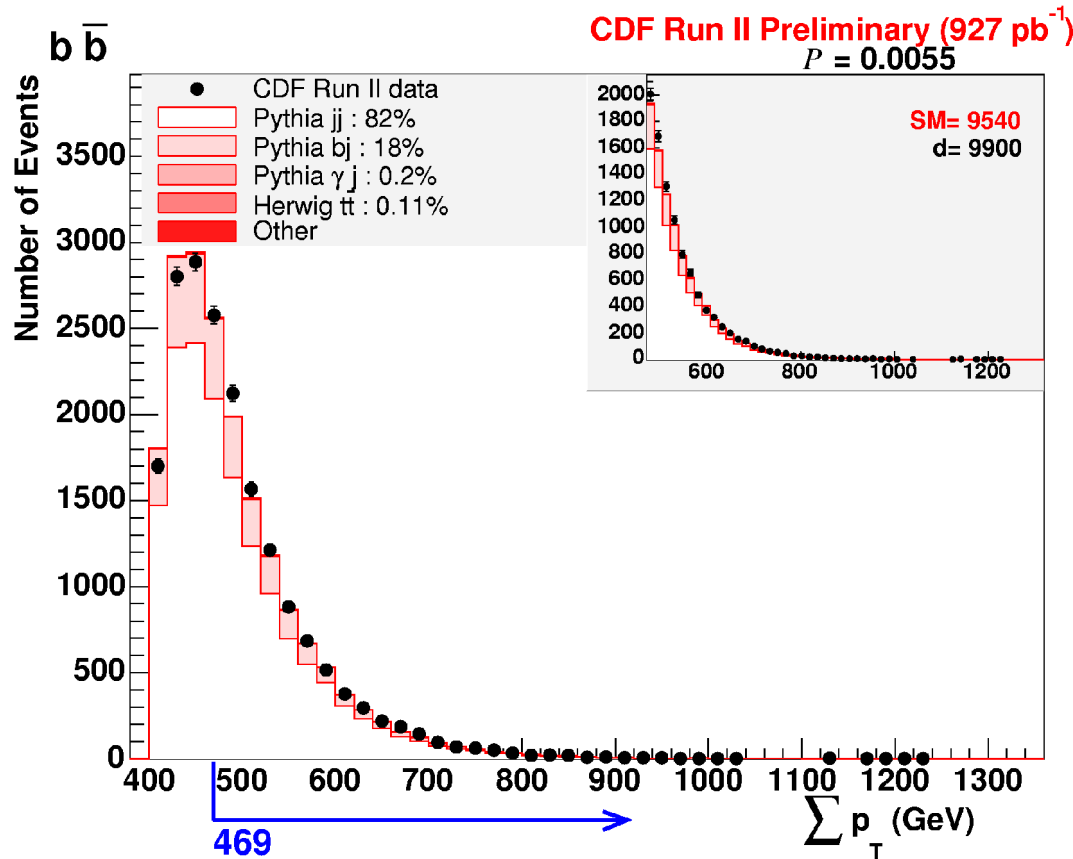 b b̅
CDF Run II Preliminary (927 pb⁻¹)
P = 0.0055
Number of Events
CDF Run II data
Pythia jj : 82%
Pythia bj : 18%
Pythia γ j : 0.2%
Herwig tt̅ : 0.11%
Other
SM= 9540
d= 9900
2000
1800
1600
1400
1200
1000
800
600
400
200
0
600 800 1000 1200
3500
3000
2500
2000
1500
1000
500
0
400 500 600 700 800 900 1000 1100 1200 1300
469
∑ p_T (GeV)